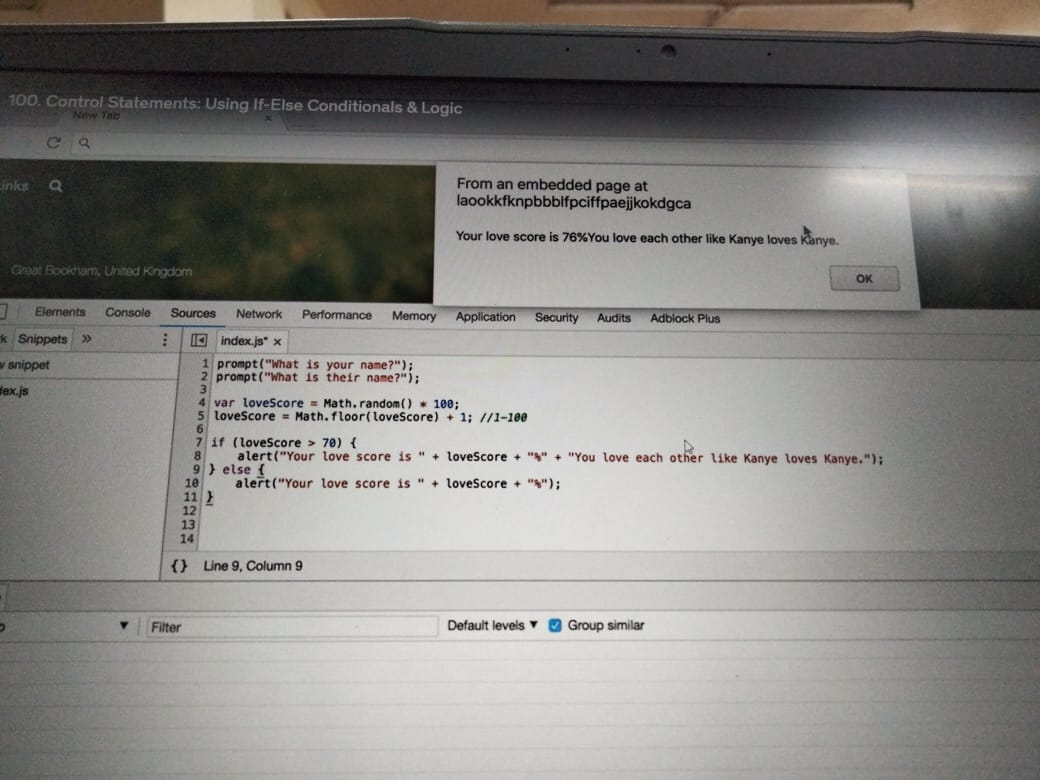 100. Control Statements: Using If-Else Conditionals & Logic
New Tab ×
inks
Great Bookham, United Kingdom
From an embedded page at
laookkfknpbbblfpciffpaejjkokdgca
Your love score is 76%You love each other like Kanye loves Kanye.
OK
Elements Console Sources Network Performance Memory Application Security Audits Adblock Plus
k Snippets » index.js* ×
w snippet
dex.js
1 prompt("What is your name?");
2 prompt("What is their name?");
3
4 var loveScore = Math.random() * 100;
5 loveScore = Math.floor(loveScore) + 1; //1-100
6
7 if (loveScore > 70) {
8 alert("Your love score is " + loveScore + "%" + "You love each other like Kanye loves Kanye.");
9 } else {
10 alert("Your love score is " + loveScore + "%");
11 }
12
13
14
{} Line 9, Column 9
Filter Default levels ▼ Group similar